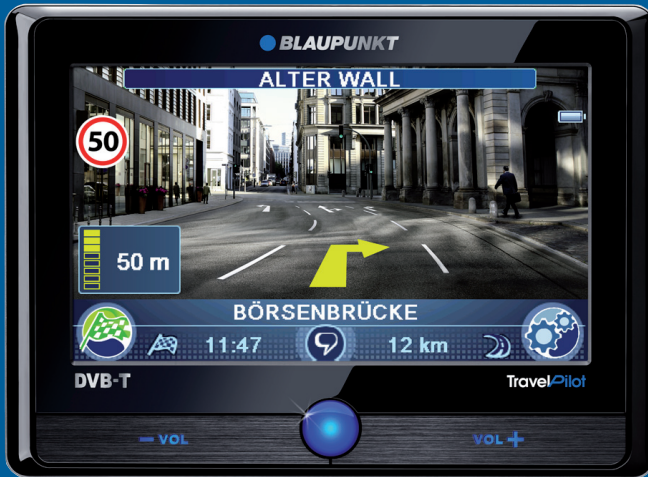 BLAUPUNKT
ALTER WALL
50
50 m
BÖRSENBRÜCKE
11:47
12 km
DVB-T
TravelPilot
− VOL
VOL +